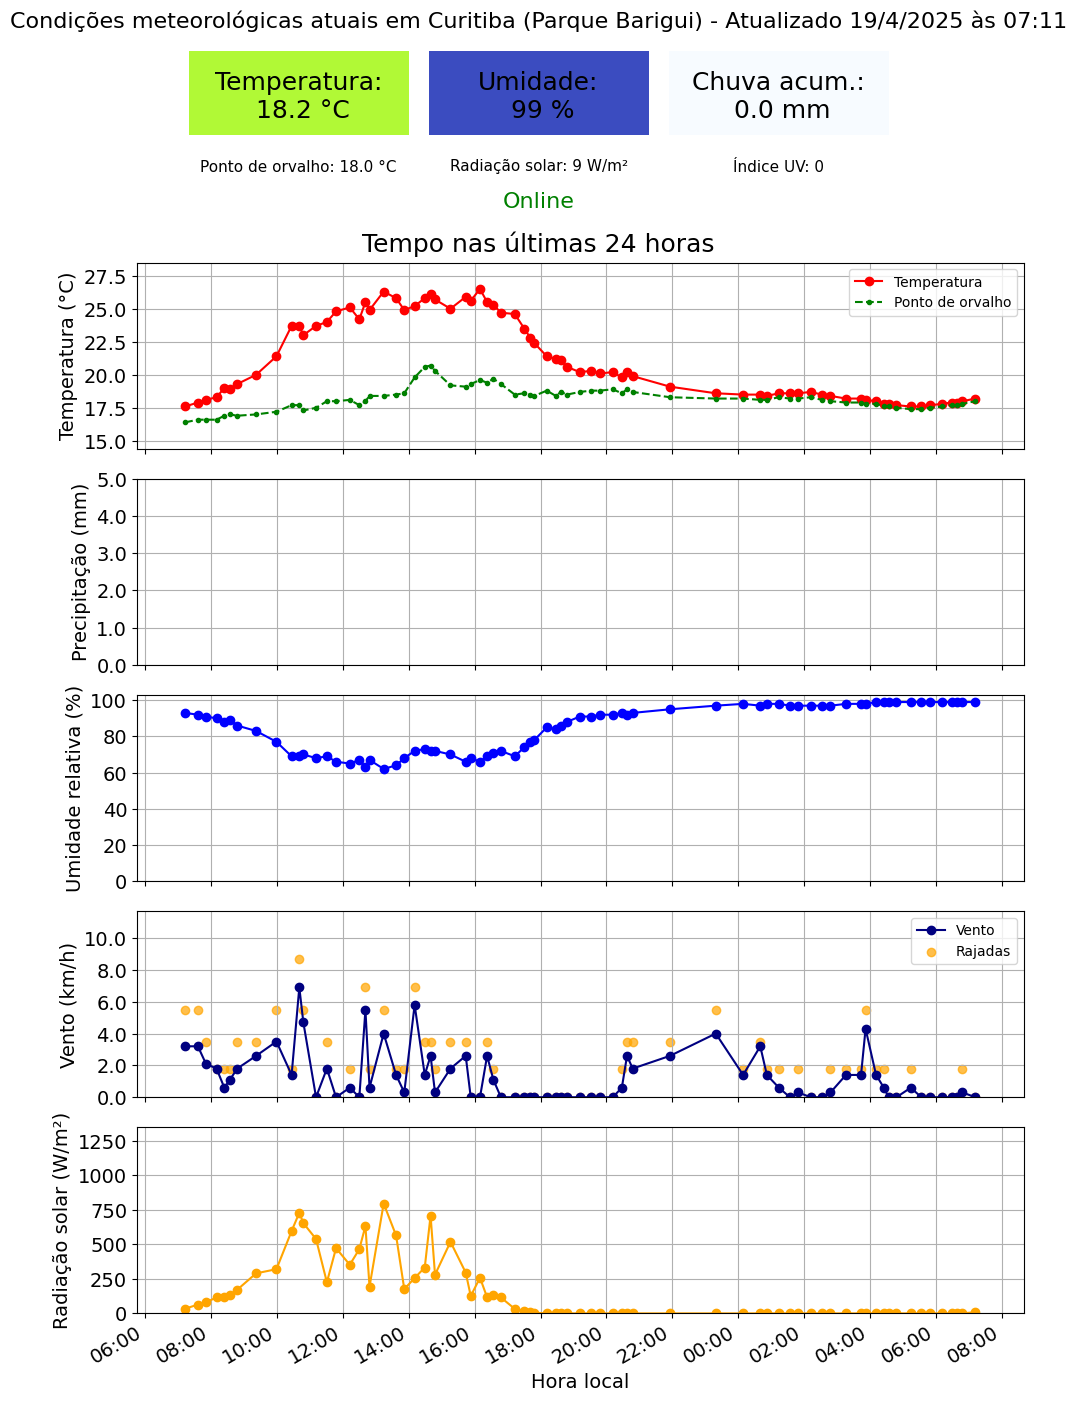 Condições meteorológicas atuais em Curitiba (Parque Barigui) - Atualizado 19/4/2025 às 07:11
Temperatura:
18.2 °C
Umidade:
99 %
Chuva acum.:
0.0 mm
Ponto de orvalho: 18.0 °C
Radiação solar: 9 W/m²
Índice UV: 0
Online
Tempo nas últimas 24 horas
Temperatura (°C)
27.5
25.0
22.5
20.0
17.5
15.0
Temperatura
Ponto de orvalho
Precipitação (mm)
5.0
4.0
3.0
2.0
1.0
0.0
Umidade relativa (%)
100
80
60
40
20
0
Vento (km/h)
10.0
8.0
6.0
4.0
2.0
0.0
Vento
Rajadas
Radiação solar (W/m²)
1250
1000
750
500
250
0
06:00
08:00
10:00
12:00
14:00
16:00
18:00
20:00
22:00
00:00
02:00
04:00
06:00
08:00
Hora local